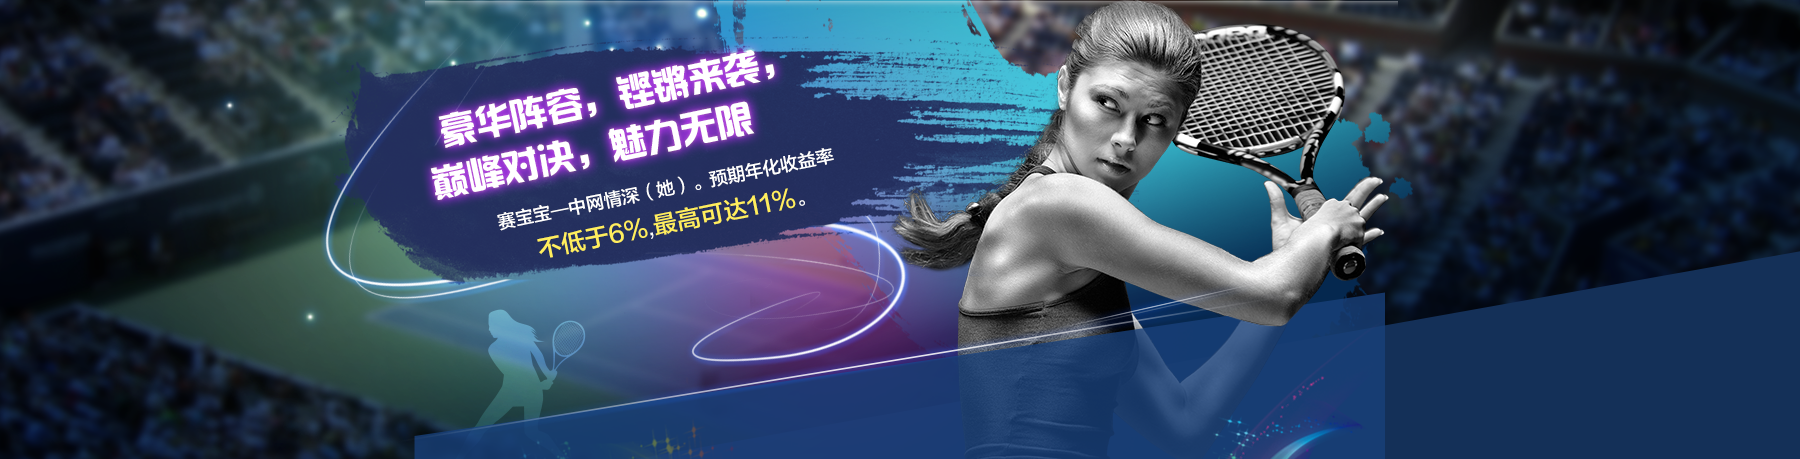 豪华阵容，铿锵来袭，
巅峰对决，魅力无限
赛宝宝—中网情深（她）。预期年化收益率
不低于6%,最高可达11%。